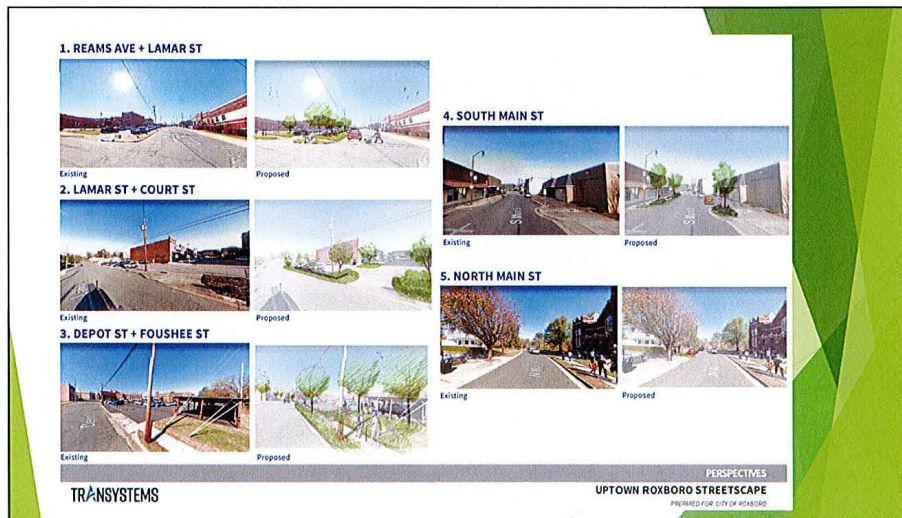 1. REAMS AVE + LAMAR ST
Existing
Proposed
2. LAMAR ST + COURT ST
Existing
Proposed
3. DEPOT ST + FOUSHEE ST
Existing
Proposed
4. SOUTH MAIN ST
Existing
Proposed
5. NORTH MAIN ST
Existing
Proposed
PERSPECTIVES
TRANSYSTEMS
UPTOWN ROXBORO STREETSCAPE
PREPARED FOR: CITY OF ROXBORO